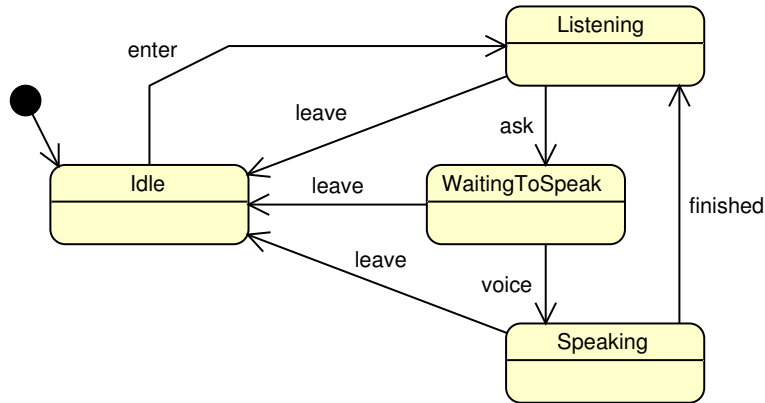 Listening
enter
leave
ask
Idle
leave
WaitingToSpeak
finished
leave
voice
Speaking